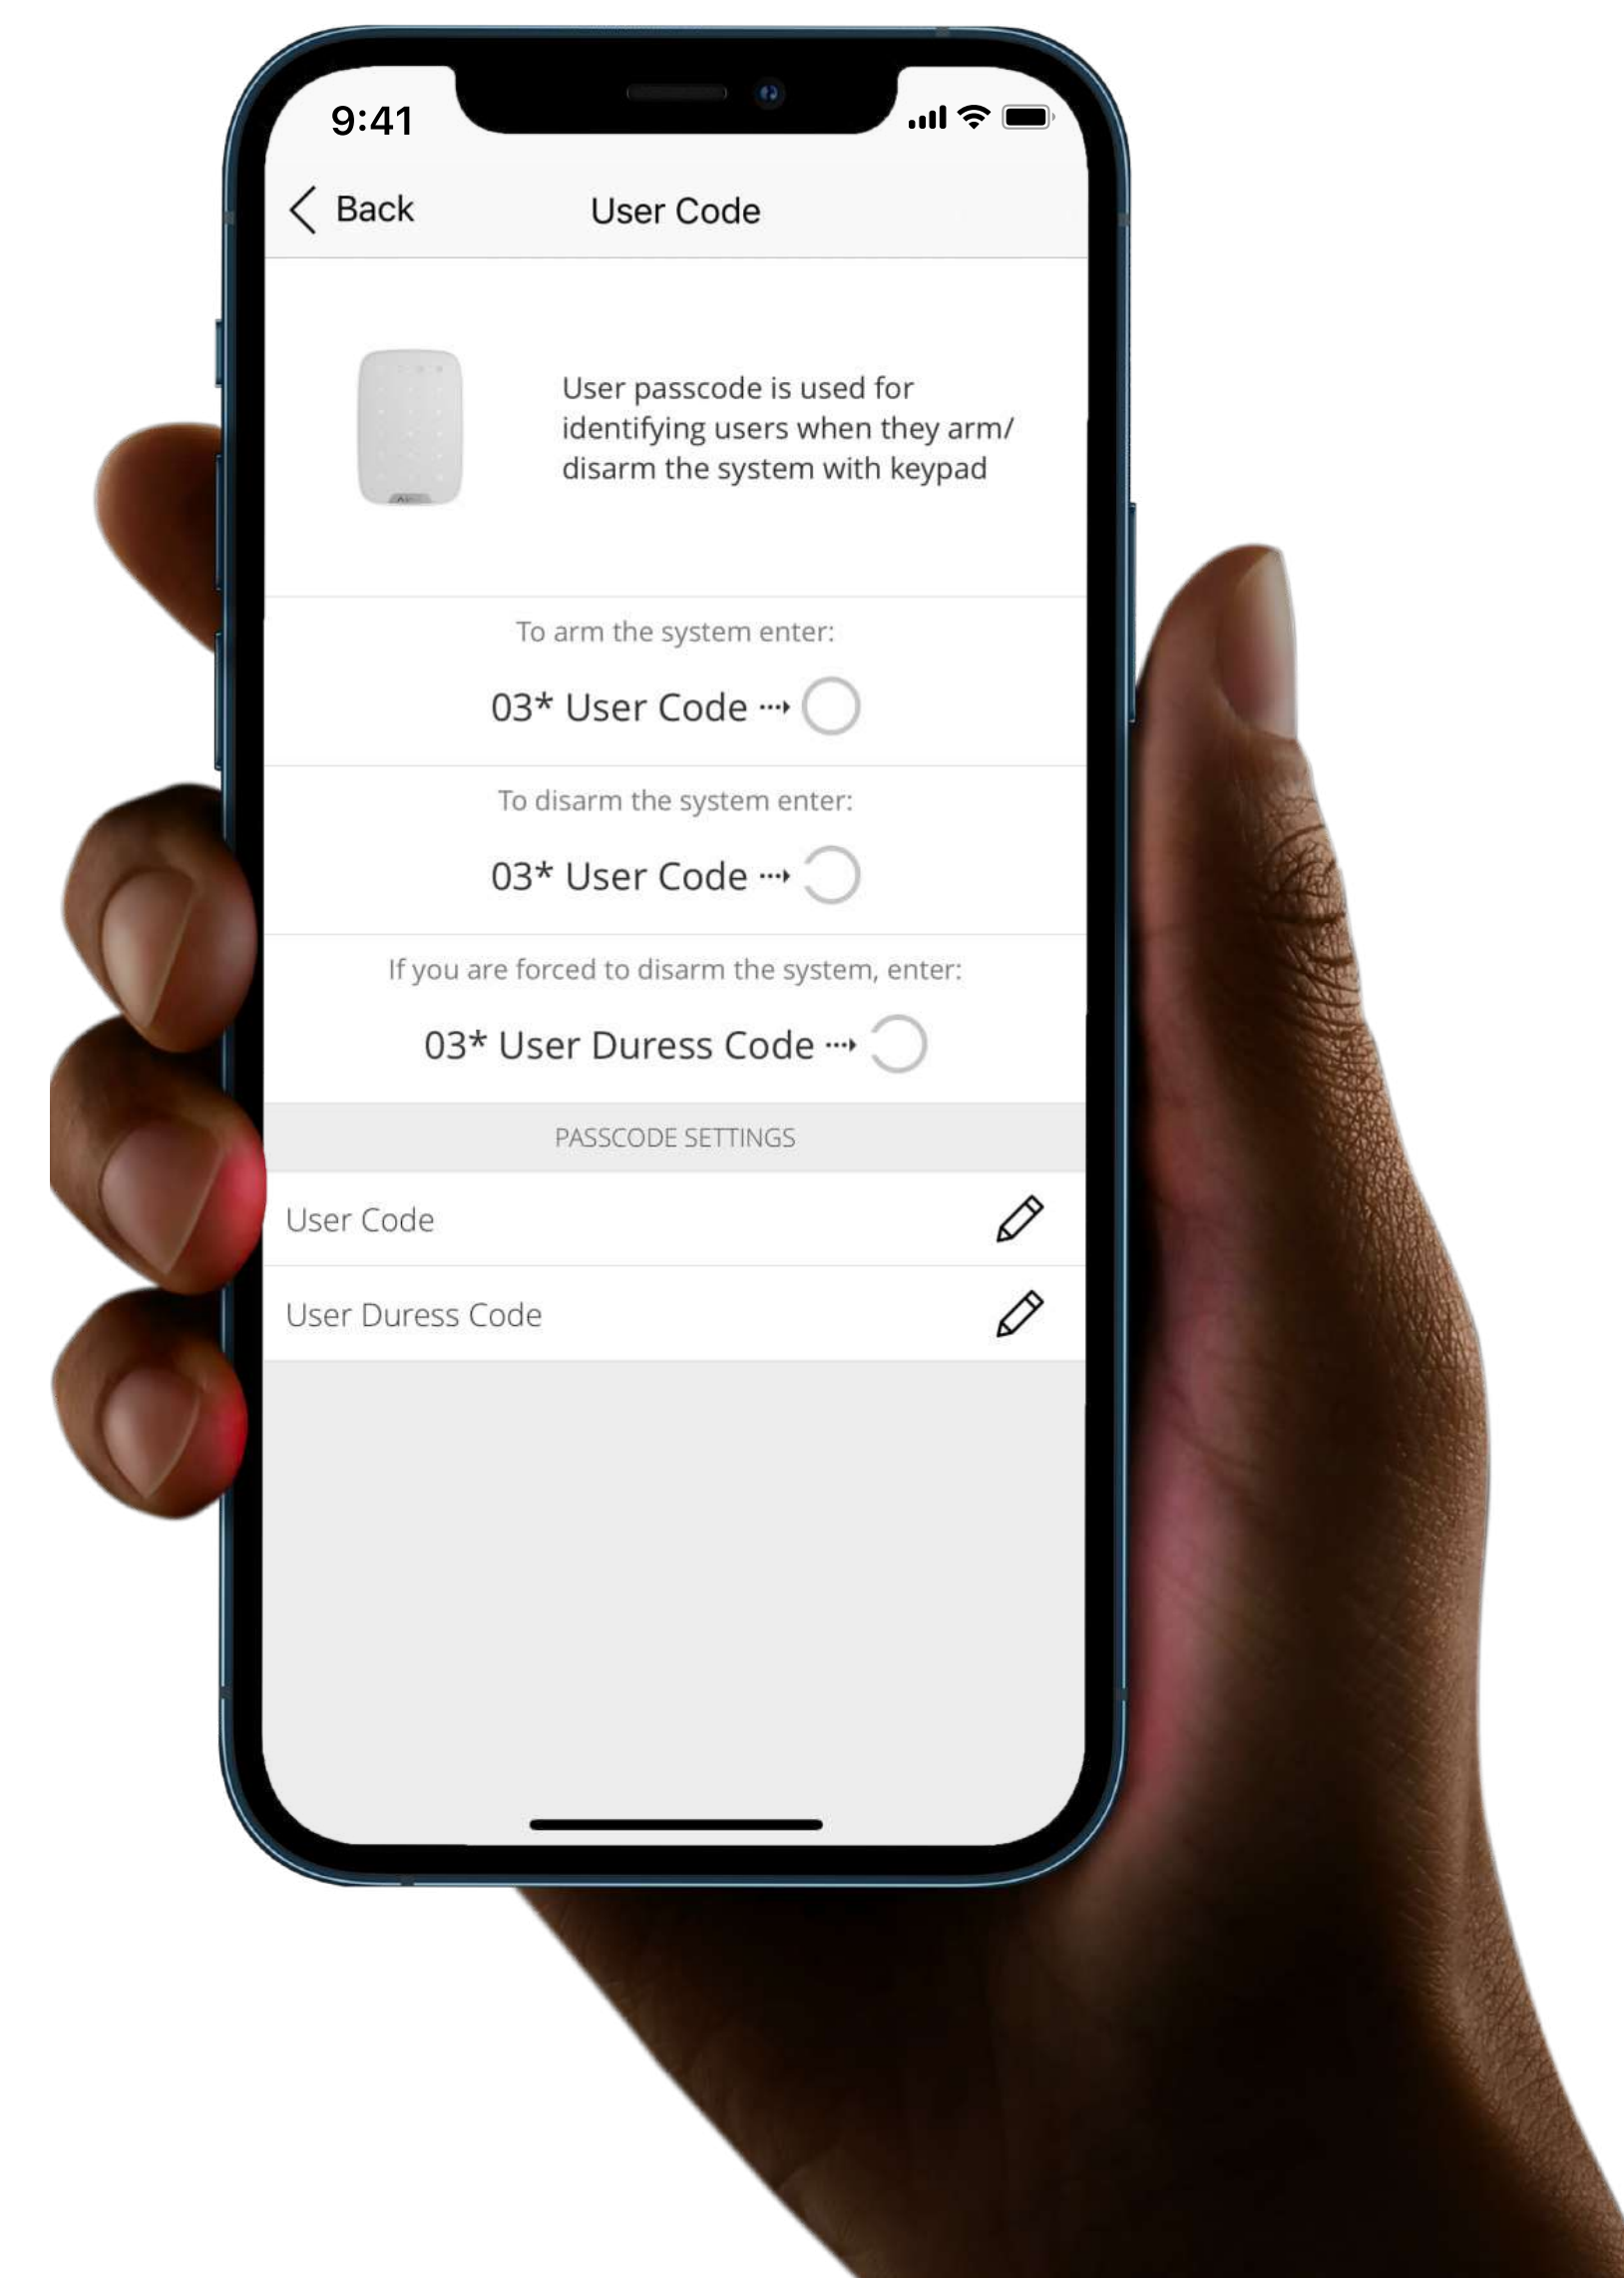 9:41
Back
User Code
User passcode is used for
identifying users when they arm/
disarm the system with keypad
To arm the system enter:
03* User Code
To disarm the system enter:
03* User Code
If you are forced to disarm the system, enter:
03* User Duress Code
PASSCODE SETTINGS
User Code
User Duress Code